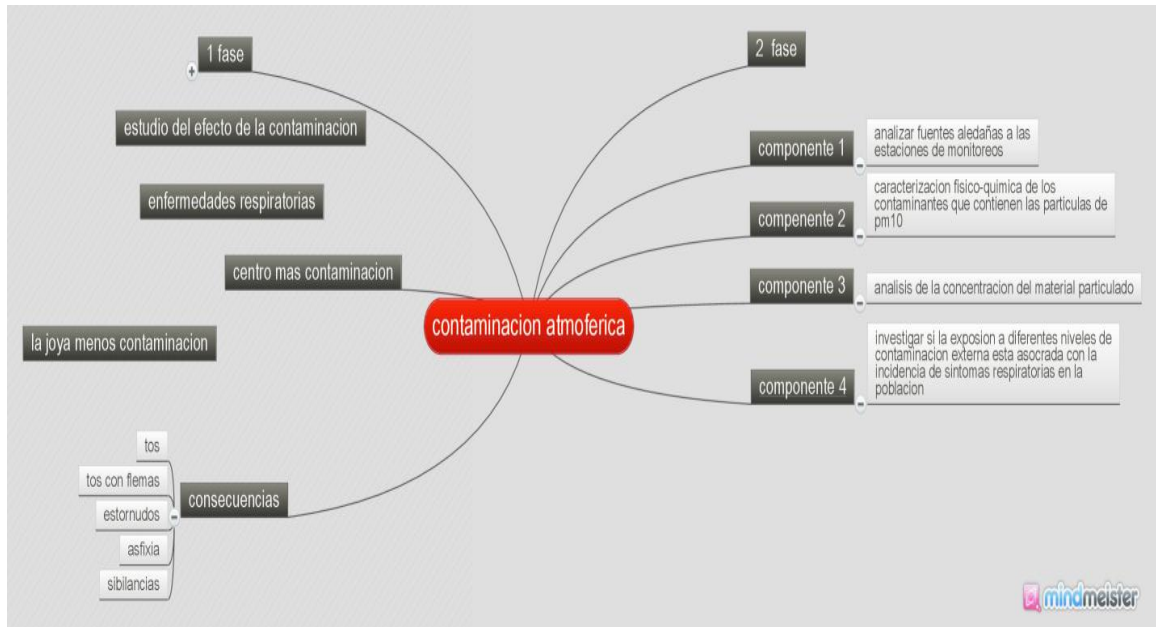 1 fase
estudio del efecto de la contaminacion
enfermedades respiratorias
centro mas contaminacion
la joya menos contaminacion
consecuencias
tos
tos con flemas
estornudos
asfixia
sibilancias
contaminacion atmoferica
2 fase
componente 1
analizar fuentes aledañas a las
estaciones de monitoreos
compenente 2
caracterizacion fisico-quimica de los
contaminantes que contienen las particulas de
pm10
componente 3
analisis de la concentracion del material particulado
componente 4
investigar si la exposion a diferentes niveles de
contaminacion externa esta asocrada con la
incidencia de sintomas respiratorias en la
poblacion
mindmeister